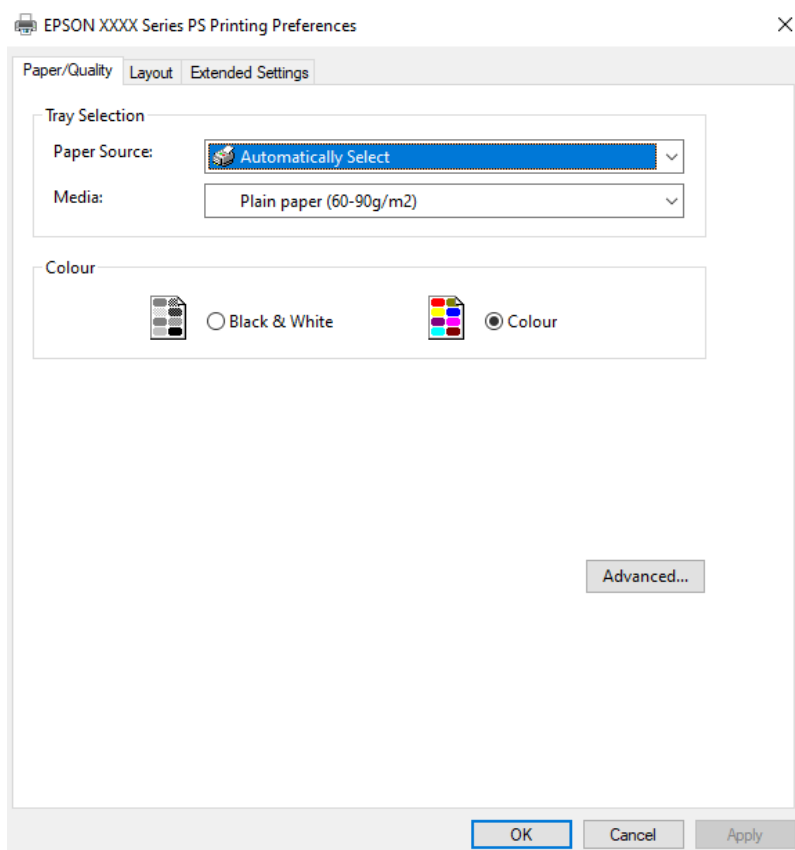 EPSON XXXX Series PS Printing Preferences
Paper/Quality Layout Extended Settings
Tray Selection
Paper Source: Automatically Select
Media: Plain paper (60-90g/m2)
Colour
Black & White Colour
Advanced...
OK Cancel Apply